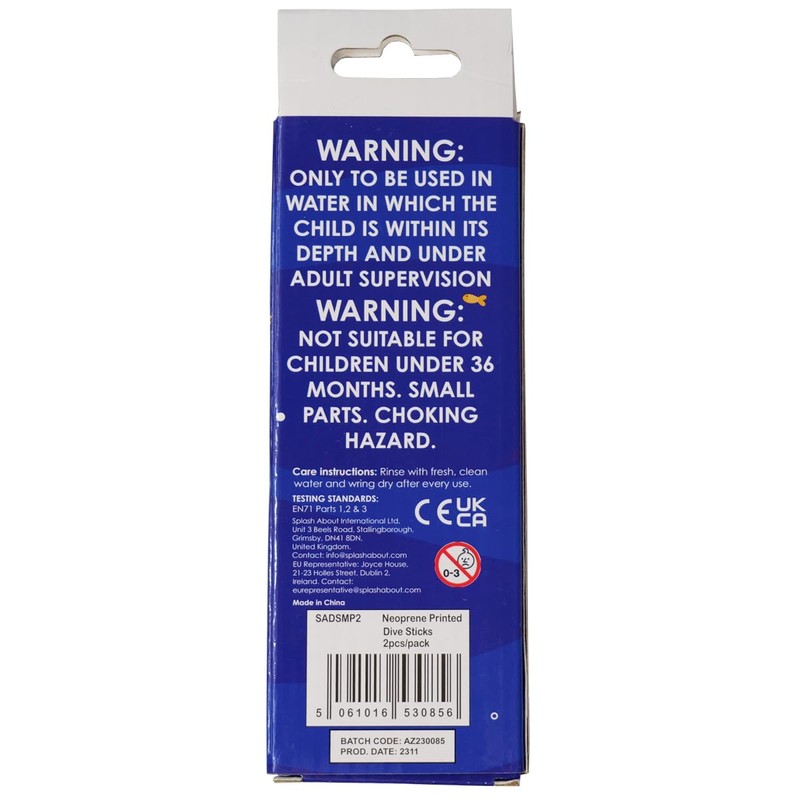 WARNING:
ONLY TO BE USED IN
WATER IN WHICH THE
CHILD IS WITHIN ITS
DEPTH AND UNDER
ADULT SUPERVISION
WARNING:
NOT SUITABLE FOR
CHILDREN UNDER 36
MONTHS. SMALL
PARTS. CHOKING
HAZARD.
Care instructions: Rinse with fresh, clean
water and wring dry after every use.
TESTING STANDARDS:
EN71 Parts 1,2 & 3
CE UK
CA
Splash About International Ltd.
Unit 3 Beels Road, Stallingborough,
Grimsby, DN41 8DN,
United Kingdom.
Contact: info@splashabout.com
EU Representative: Joyce House,
21-23 Holles Street, Dublin 2,
Ireland. Contact:
eurepresentative@splashabout.com
0-3
Made in China
SADSMP2 Neoprene Printed
Dive Sticks
2pcs/pack
5 061016 530856
BATCH CODE: AZ230085
PROD. DATE: 2311